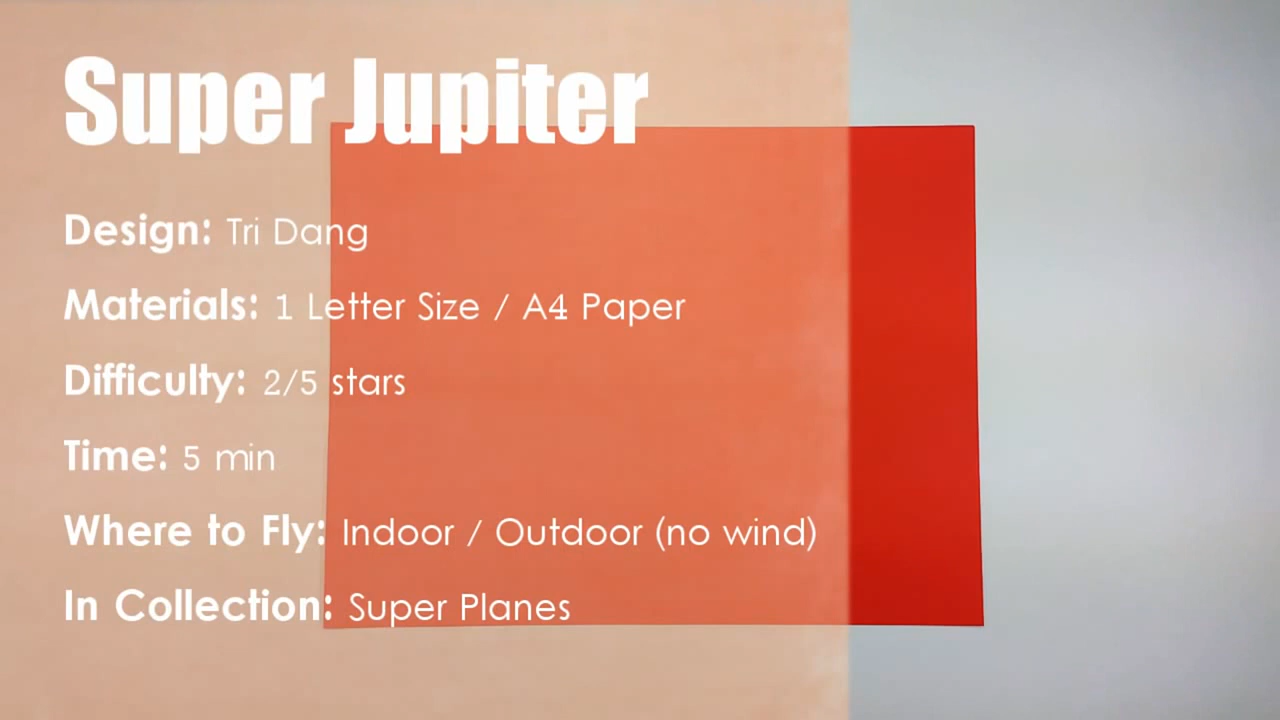 Super Jupiter
Design: Tri Dang
Materials: 1 Letter Size / A4 Paper
Difficulty: 2/5 stars
Time: 5 min
Where to Fly: Indoor / Outdoor (no wind)
In Collection: Super Planes